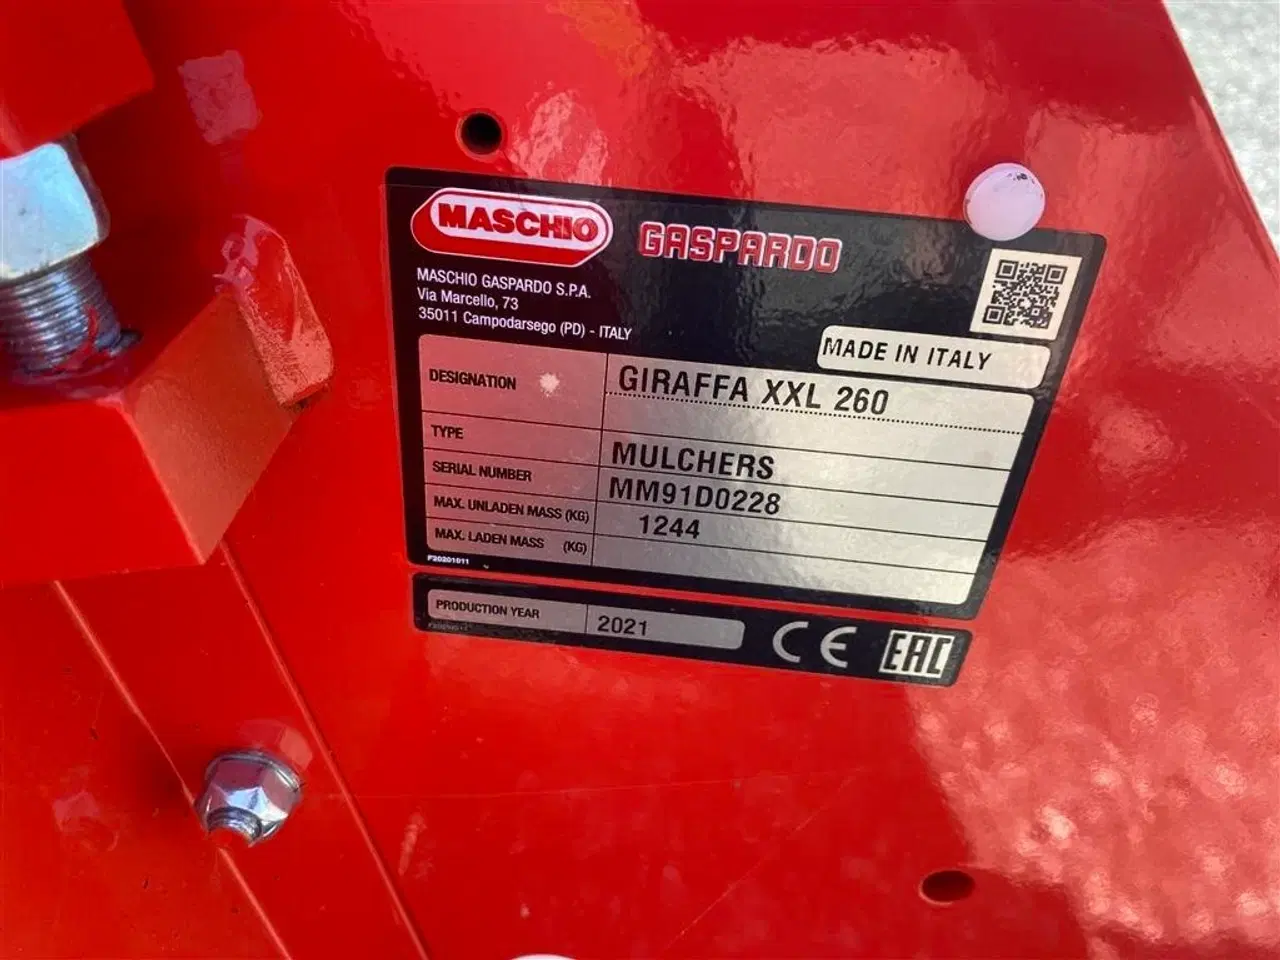 MASCHIO GASPARDO
MASCHIO GASPARDO S.P.A.
Via Marcello, 73
35011 Campodarsego (PD) - ITALY
MADE IN ITALY
DESIGNATION GIRAFFA XXL 260
TYPE MULCHERS
SERIAL NUMBER MM91D0228
MAX. UNLADEN MASS (KG) 1244
MAX. LADEN MASS (KG)
F20201011
PRODUCTION YEAR 2021
CE EAC